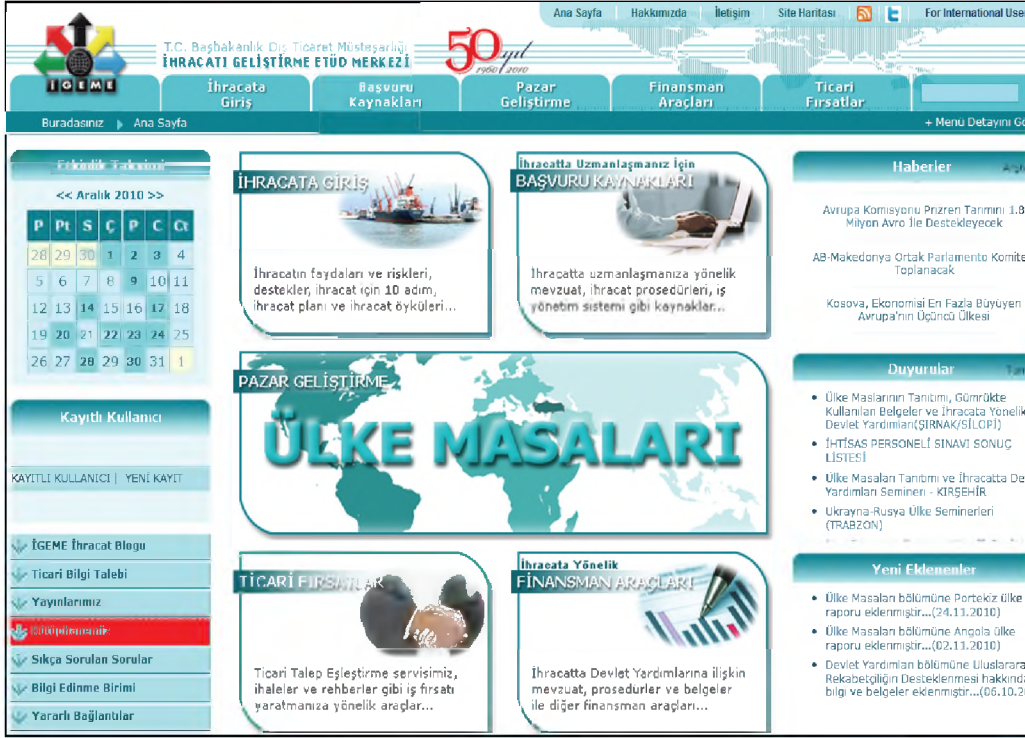 Ana Sayfa Hakkımızda İletişim Site Haritası For International User
T.C. Başbakanlık Dış Ticaret Müsteşarlığı
İHRACATI GELİŞTİRME ETÜD MERKEZİ
50 yıl
1960 2010
İGEME
İhracata Giriş
Başvuru Kaynakları
Pazar Geliştirme
Finansman Araçları
Ticari Fırsatlar
Buradasınız Ana Sayfa
+ Menü Detayını Gö
Etkinlik Takvimi
<< Aralık 2010 >>
P Pt S Ç P C Ct
28 29 30 1 2 3 4
5 6 7 8 9 10 11
12 13 14 15 16 17 18
19 20 21 22 23 24 25
26 27 28 29 30 31 1
Kayıtlı Kullanıcı
KAYITLI KULLANICI | YENİ KAYIT
İGEME İhracat Blogu
Ticari Bilgi Talebi
Yayınlarımız
Kütüphanemiz
Sıkça Sorulan Sorular
Bilgi Edinme Birimi
Yararlı Bağlantılar
İHRACATA GİRİŞ
İhracatın faydaları ve riskleri,
destekler, ihracat için 10 adım,
ihracat planı ve ihracat öyküleri...
İhracatta Uzmanlaşmanız İçin
BAŞVURU KAYNAKLARI
İhracatta uzmanlaşmanıza yönelik
mevzuat, ihracat prosedürleri, iş
yönetim sistemi gibi kaynaklar...
PAZAR GELİŞTİRME
ÜLKE MASALARI
TİCARİ FIRSATLAR
Ticari Talep Eşleştirme servisimiz,
ihaleler ve rehberler gibi iş fırsatı
yaratmanıza yönelik araçlar...
İhracata Yönelik
FİNANSMAN ARAÇLARI
İhracatta Devlet Yardımlarına ilişkin
mevzuat, prosedürler ve belgeler
ile diğer finansman araçları...
Haberler
Avrupa Komisyonu Prizren Tarımını 1.8
Milyon Avro İle Destekleyecek
AB-Makedonya Ortak Parlamento Komite
Toplanacak
Kosova, Ekonomisi En Fazla Büyüyen
Avrupa'nın Üçüncü Ülkesi
Duyurular
• Ülke Maslarının Tanıtımı, Gümrükte
Kullanılan Belgeler ve İhracata Yönelik
Devlet Yardımları(ŞIRNAK/SİLOPİ)
• İHTİSAS PERSONELİ SINAVI SONUÇ
LİSTESİ
• Ülke Masaları Tanıtımı ve İhracatta De
Yardımları Semineri - KIRŞEHİR
• Ukrayna-Rusya Ülke Seminerleri
(TRABZON)
Yeni Eklenenler
• Ülke Masaları bölümüne Portekiz ülke
raporu eklenmiştir...(24.11.2010)
• Ülke Masaları bölümüne Angola ülke
raporu eklenmiştir...(02.11.2010)
• Devlet Yardımları bölümüne Uluslarara
Rekabetçiliğin Desteklenmesi hakkında
bilgi ve belgeler eklenmiştir...(06.10.20